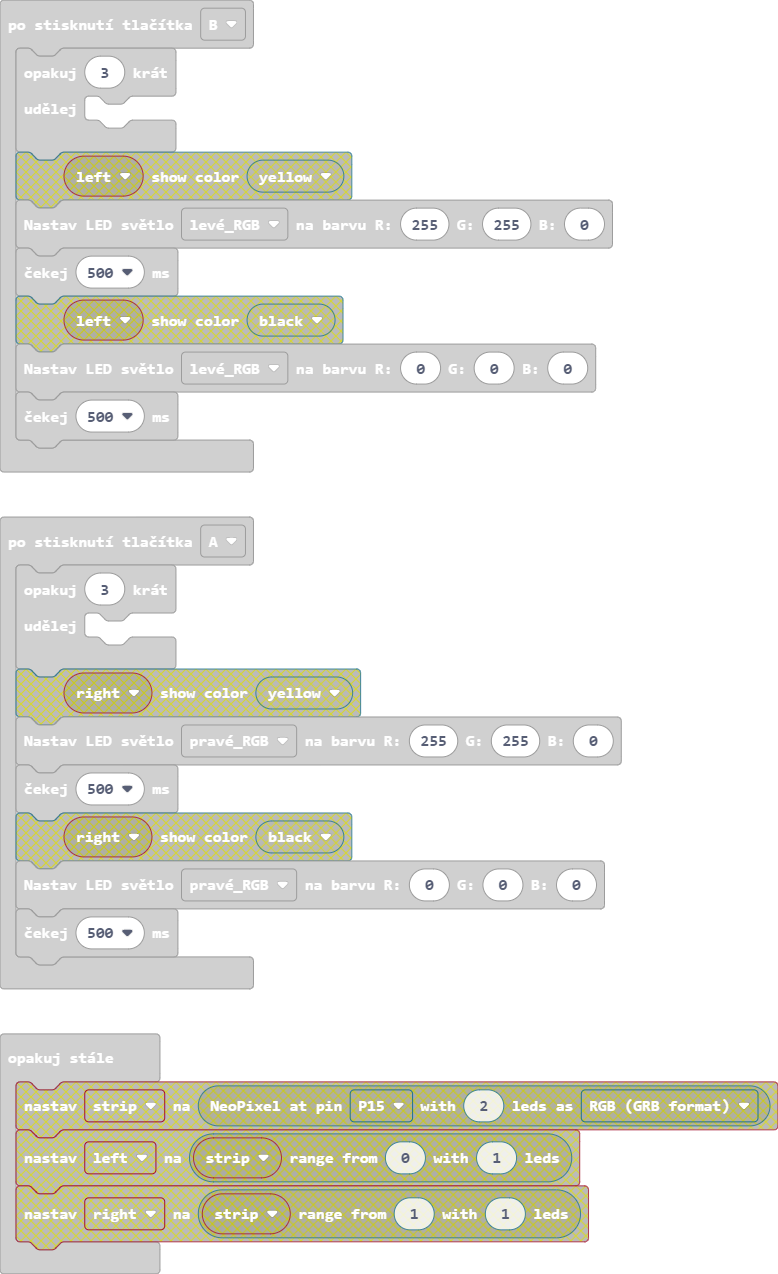 po stisknutí tlačítka B
opakuj 3 krát
udělej
left show color yellow
Nastav LED světlo levé_RGB na barvu R: 255 G: 255 B: 0
čekej 500 ms
left show color black
Nastav LED světlo levé_RGB na barvu R: 0 G: 0 B: 0
čekej 500 ms
po stisknutí tlačítka A
opakuj 3 krát
udělej
right show color yellow
Nastav LED světlo pravé_RGB na barvu R: 255 G: 255 B: 0
čekej 500 ms
right show color black
Nastav LED světlo pravé_RGB na barvu R: 0 G: 0 B: 0
čekej 500 ms
opakuj stále
nastav strip na NeoPixel at pin P15 with 2 leds as RGB (GRB format)
nastav left na strip range from 0 with 1 leds
nastav right na strip range from 1 with 1 leds